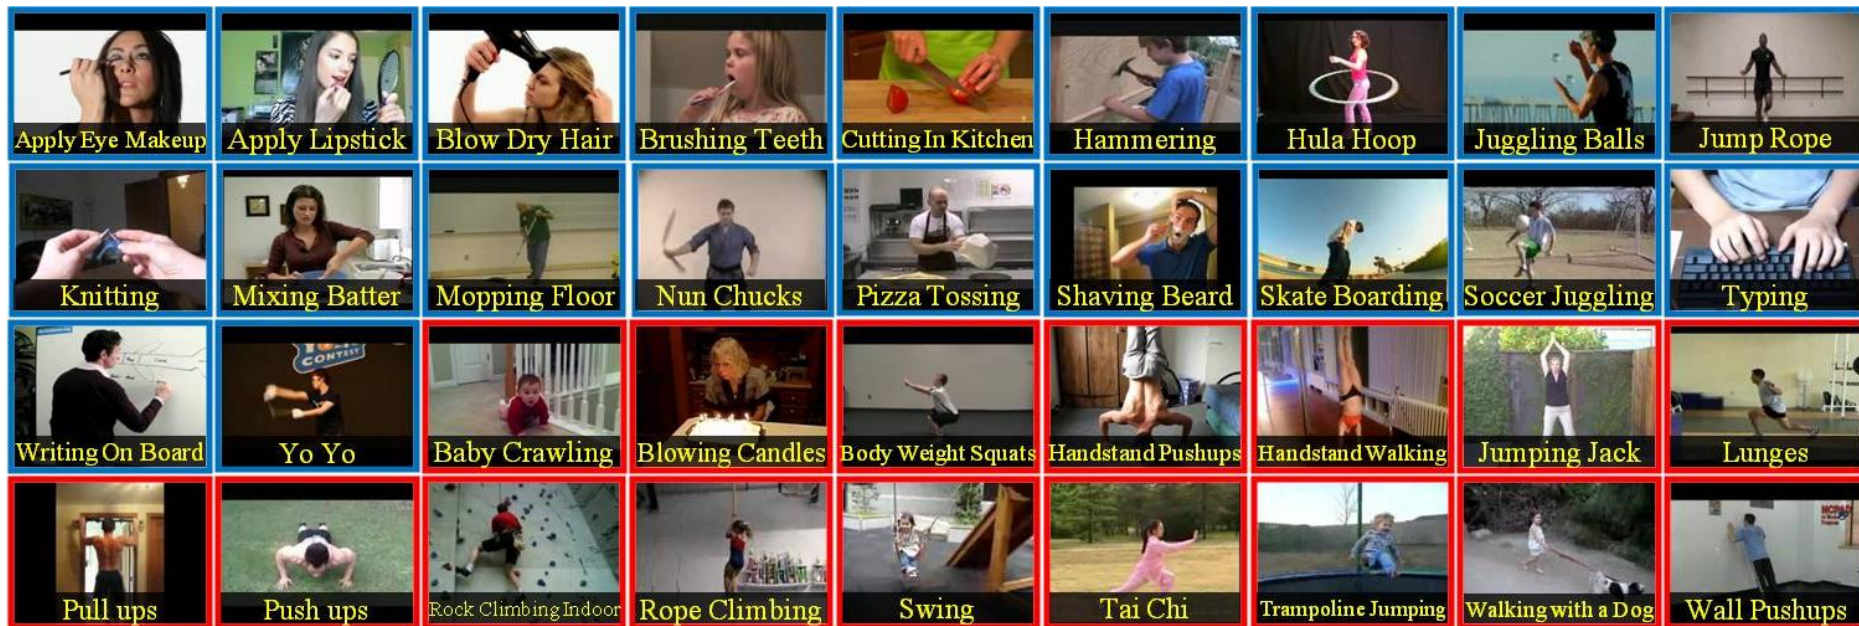 Apply Eye Makeup
Apply Lipstick
Blow Dry Hair
Brushing Teeth
Cutting In Kitchen
Hammering
Hula Hoop
Juggling Balls
Jump Rope
Knitting
Mixing Batter
Mopping Floor
Nun Chucks
Pizza Tossing
Shaving Beard
Skate Boarding
Soccer Juggling
Typing
Writing On Board
CONTEST
Yo Yo
Baby Crawling
Blowing Candles
Body Weight Squats
Handstand Pushups
Handstand Walking
Jumping Jack
Lunges
Pull ups
Push ups
Rock Climbing Indoor
Rope Climbing
Swing
Tai Chi
Trampoline Jumping
Walking with a Dog
Wall Pushups